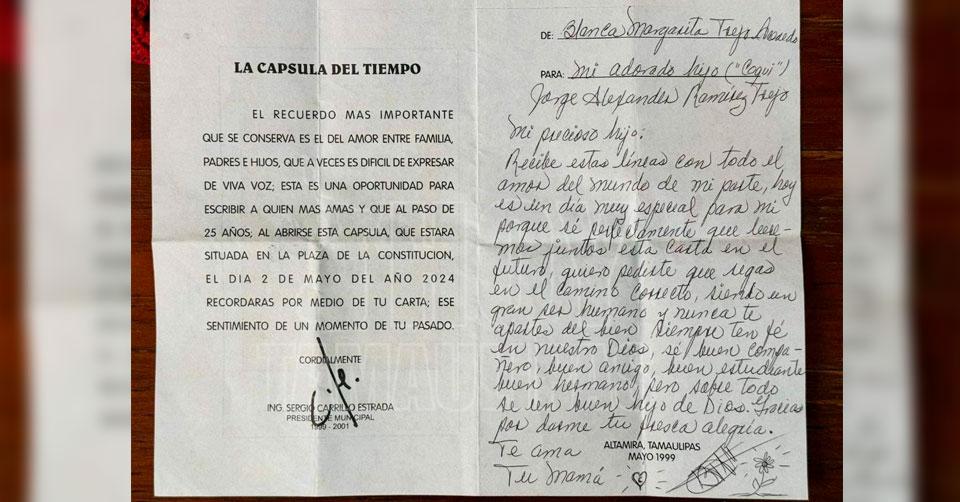 LA CAPSULA DEL TIEMPO
EL RECUERDO MAS IMPORTANTE
QUE SE CONSERVA ES EL DEL AMOR ENTRE FAMILIA,
PADRES E HIJOS, QUE A VECES ES DIFICIL DE EXPRESAR
DE VIVA VOZ; ESTA ES UNA OPORTUNIDAD PARA
ESCRIBIR A QUIEN MAS AMAS Y QUE AL PASO DE
25 AÑOS; AL ABRIRSE ESTA CAPSULA, QUE ESTARA
SITUADA EN LA PLAZA DE LA CONSTITUCION,
EL DIA 2 DE MAYO DEL AÑO 2024
RECORDARAS POR MEDIO DE TU CARTA; ESE
SENTIMIENTO DE UN MOMENTO DE TU PASADO.
CORDIALMENTE
ING. SERGIO CARRILLO ESTRADA
PRESIDENTE MUNICIPAL
1999 - 2001
DE: Blanca Margarita Trejo
PARA: Mi adorado hijo ("Coqui")
Jorge Alexander Ramírez Trejo
Mi precioso hijo:
Recibe estas líneas con todo el
amor del mundo de mi parte, hoy
es un día muy especial para mi
porque sé perfectamente que leere-
mos juntos esta carta en el
futuro, quiero pedirte que sigas
en el camino correcto, siendo un
gran ser humano y nunca te
apartes del bien siempre ten fé
en nuestro Dios, sé buen compa-
ñero, buen amigo, buen estudiante
buen hermano, pero sobre todo
se un buen hijo de Dios. Gracias
por darme tu fresca alegría.
Te ama
Tu Mamá
ALTAMIRA, TAMAULIPAS
MAYO 1999